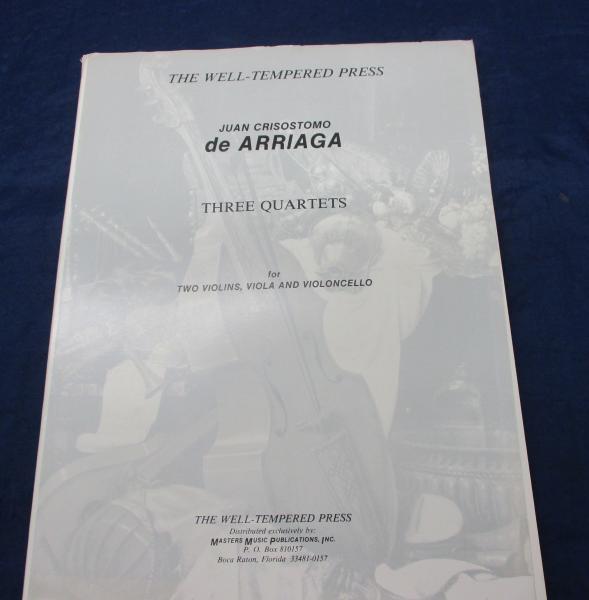 THE WELL-TEMPERED PRESS
JUAN CRISOSTOMO
de ARRIAGA
THREE QUARTETS
for
TWO VIOLINS, VIOLA AND VIOLONCELLO
THE WELL-TEMPERED PRESS
Distributed exclusively by:
MASTERS MUSIC PUBLICATIONS, INC.
P. O. Box 810157
Boca Raton, Florida 33481-0157